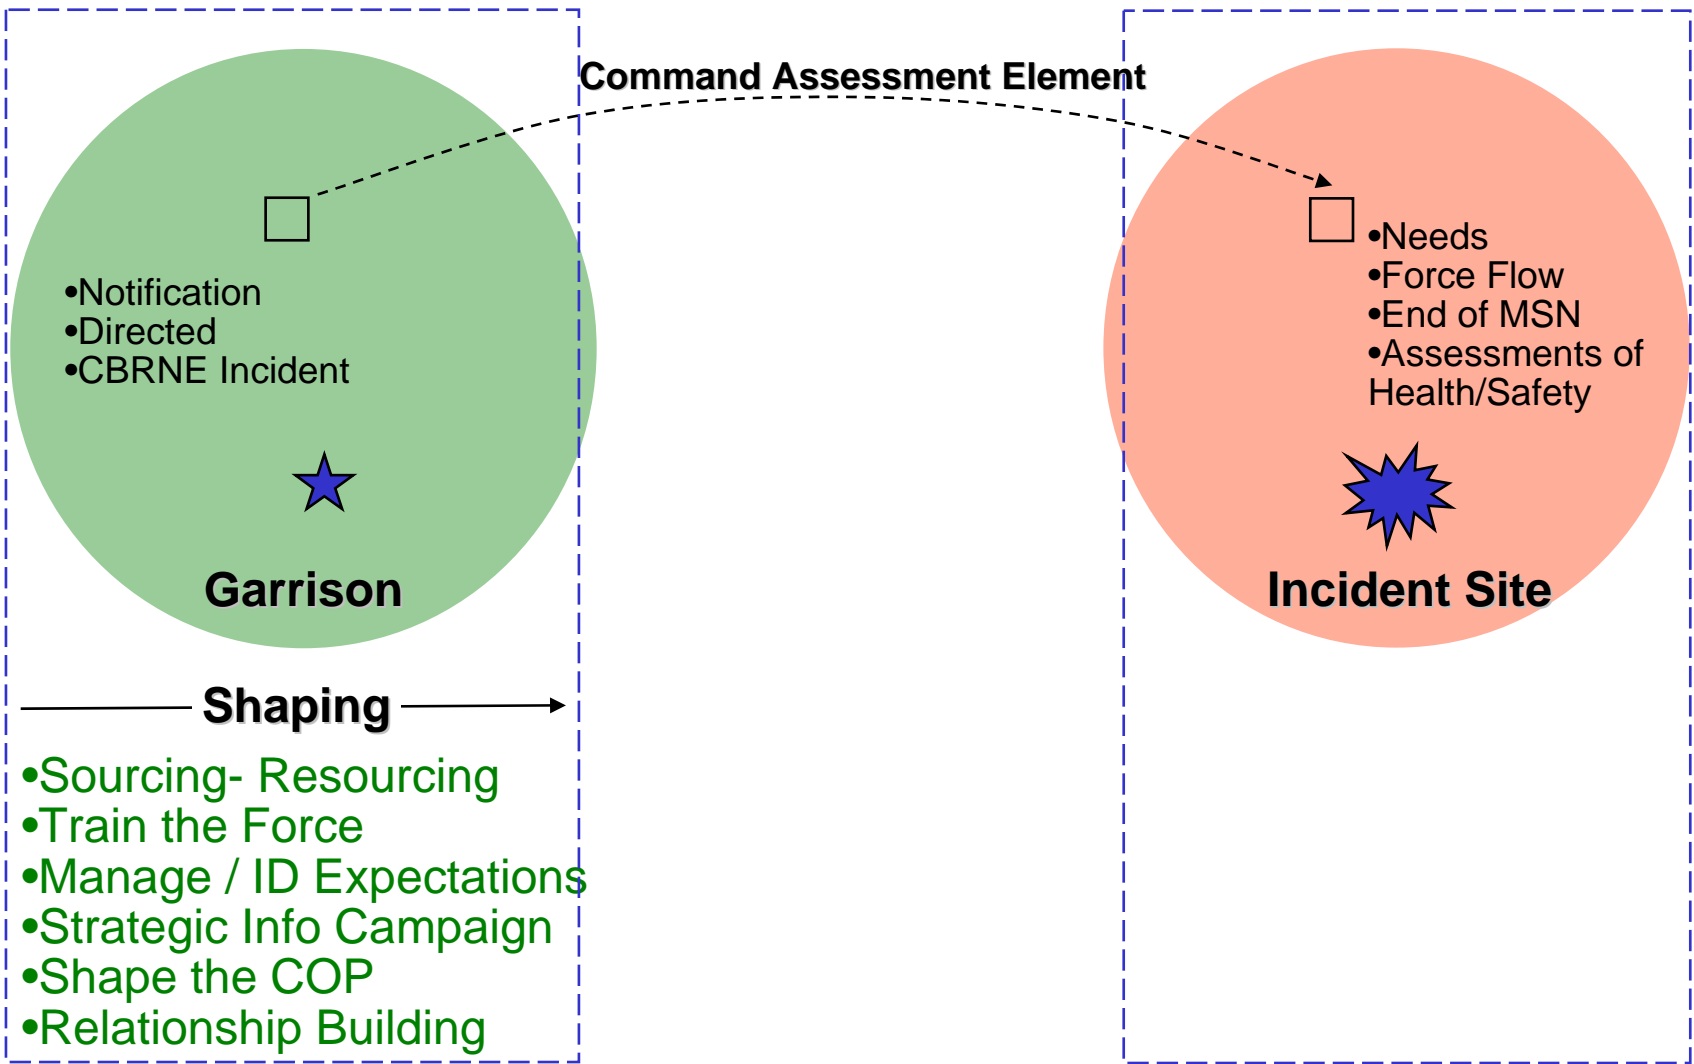 Command Assessment Element
•Notification
•Directed
•CBRNE Incident
Garrison
•Needs
•Force Flow
•End of MSN
•Assessments of
Health/Safety
Incident Site
Shaping
•Sourcing- Resourcing
•Train the Force
•Manage / ID Expectations
•Strategic Info Campaign
•Shape the COP
•Relationship Building